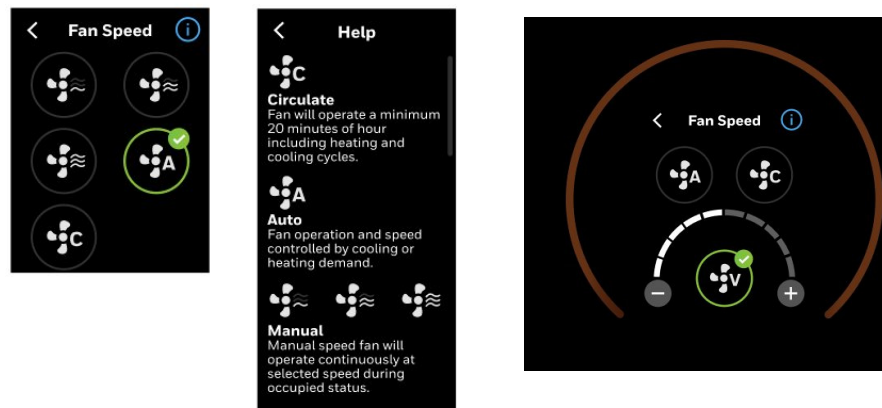 Fan Speed
A
C
Help
C
Circulate
Fan will operate a minimum
20 minutes of hour
including heating and
cooling cycles.
A
Auto
Fan operation and speed
controlled by cooling or
heating demand.
Manual
Manual speed fan will
operate continuously at
selected speed during
occupied status.
Fan Speed
A
C
V